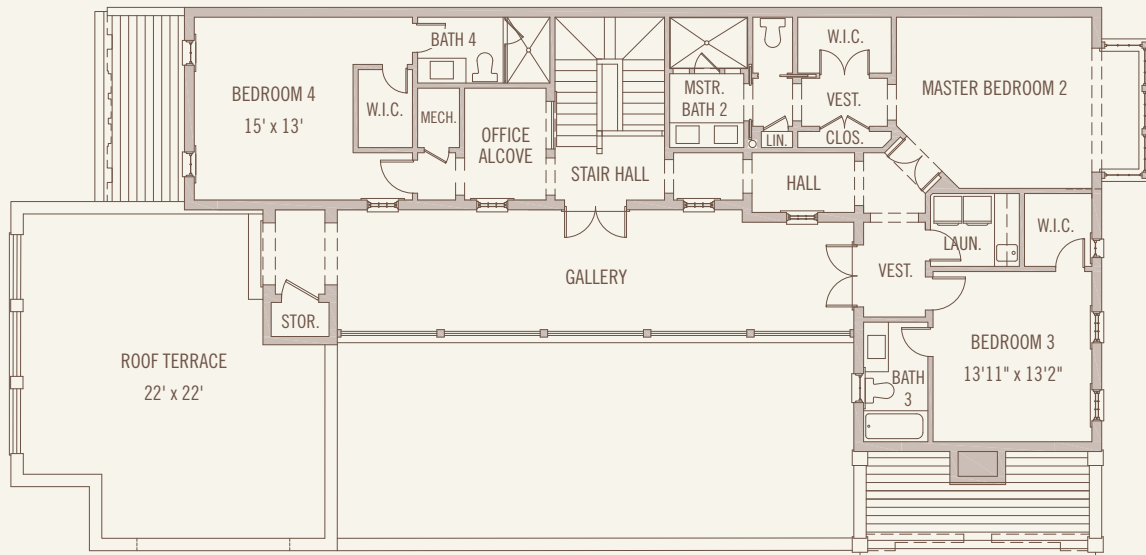 BATH 4
W.I.C.
BEDROOM 4
15' x 13'
W.I.C.
MECH.
OFFICE
ALCOVE
STAIR HALL
MSTR.
BATH 2
LIN.
VEST.
CLOS.
MASTER BEDROOM 2
HALL
LAUN.
W.I.C.
GALLERY
VEST.
STOR.
ROOF TERRACE
22' x 22'
BEDROOM 3
13'11" x 13'2"
BATH
3